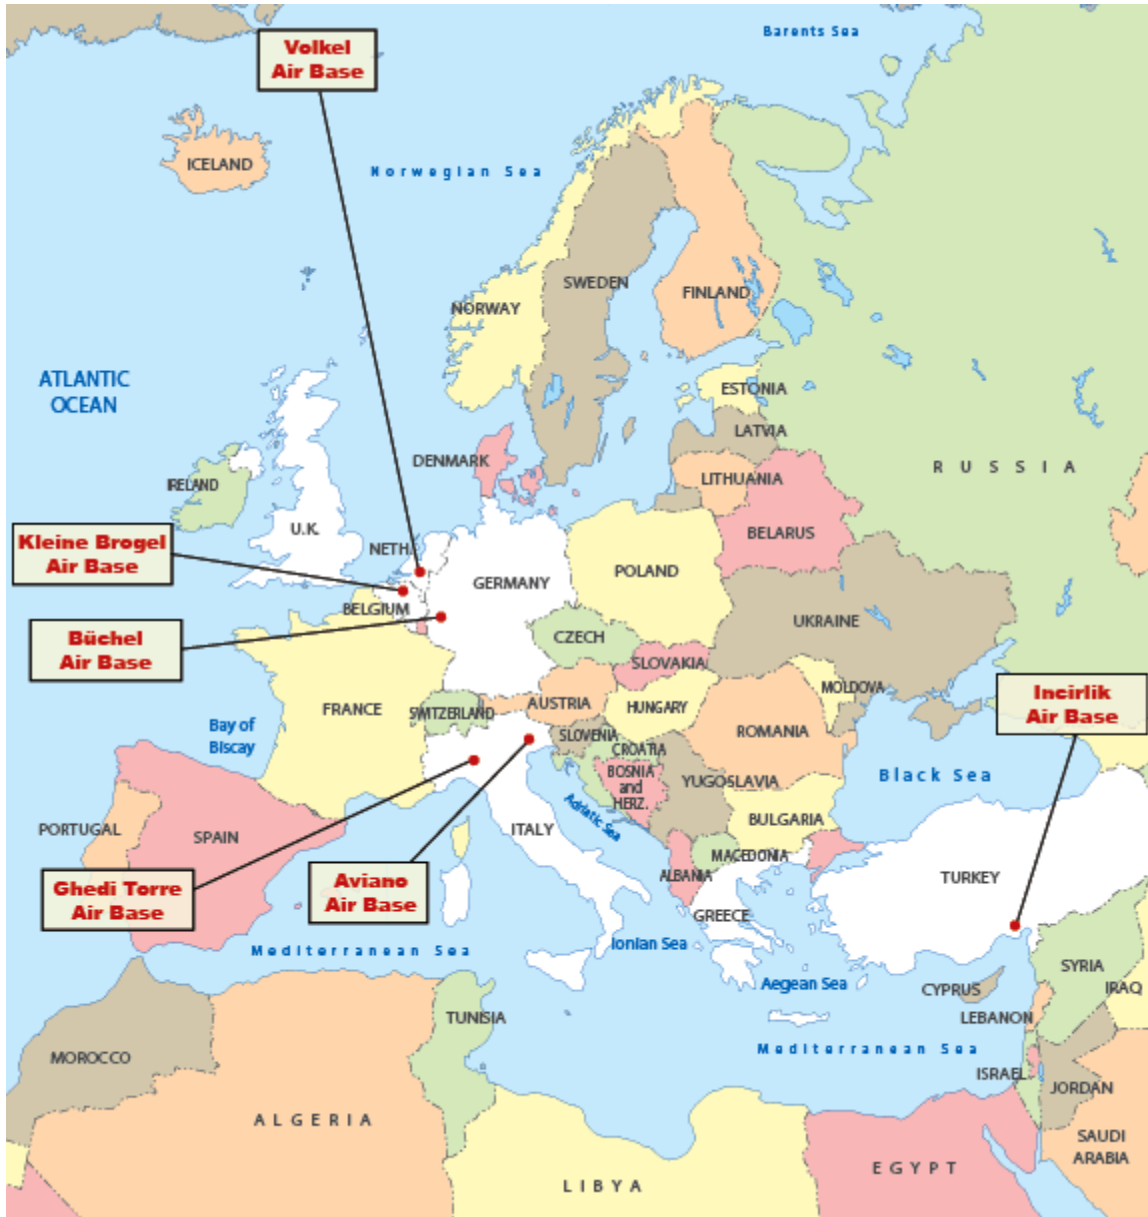 Volkel
Air Base
Barents Sea
ICELAND
Norwegian Sea
SWEDEN
FINLAND
NORWAY
ATLANTIC
OCEAN
ESTONIA
LATVIA
RUSSIA
DENMARK
LITHUANIA
IRELAND
U.K.
BELARUS
Kleine Brogel
Air Base
NETH.
GERMANY
POLAND
BELGIUM
UKRAINE
Büchel
Air Base
CZECH
SLOVAKIA
MOLDOVA
Incirlik
Air Base
FRANCE
SWITZERLAND
AUSTRIA
HUNGARY
Bay of
Biscay
SLOVENIA
ROMANIA
CROATIA
BOSNIA
and
HERZ.
YUGOSLAVIA
Black Sea
Adriatic Sea
PORTUGAL
SPAIN
ITALY
BULGARIA
MACEDONIA
ALBANIA
TURKEY
Ghedi Torre
Air Base
Aviano
Air Base
GREECE
Mediterranean Sea
Ionian Sea
Aegean Sea
SYRIA
CYPRUS
IRAQ
TUNISIA
LEBANON
MOROCCO
Mediterranean Sea
ISRAEL
JORDAN
ALGERIA
SAUDI
ARABIA
EGYPT
LIBYA